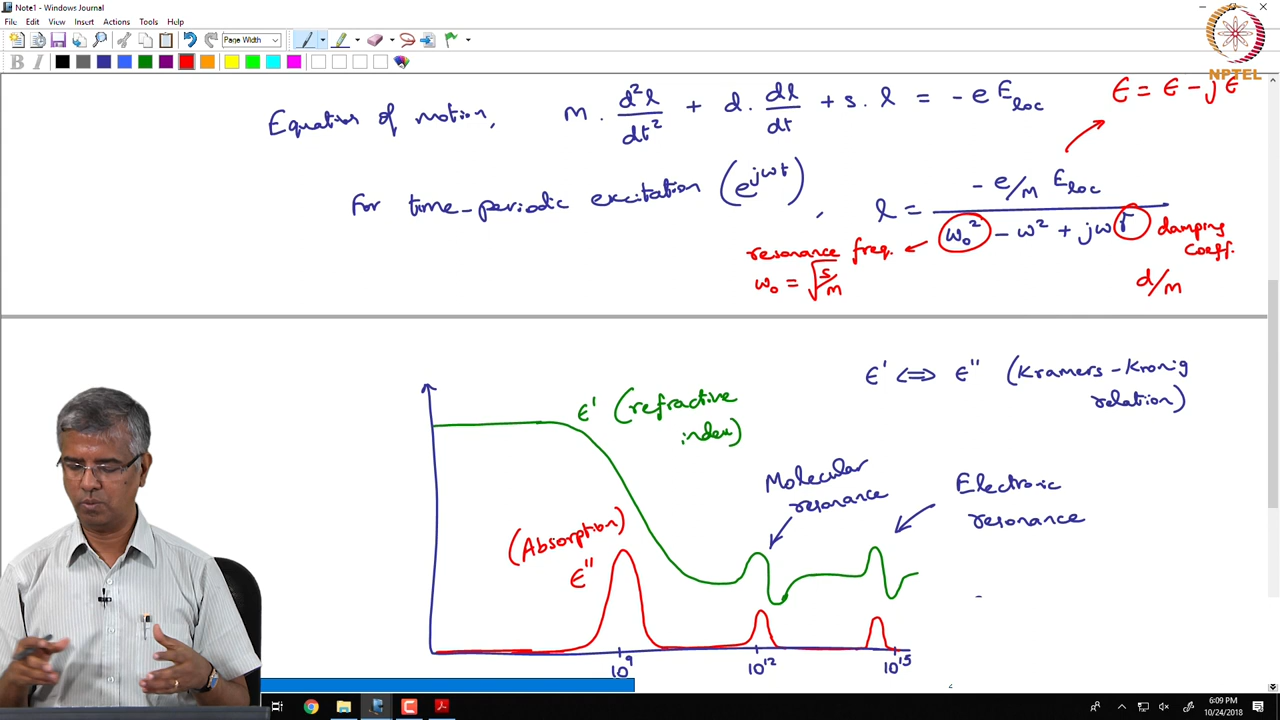 Note1 - Windows Journal
File Edit View Insert Actions Tools Help
Page Width
B I
NPTEL
Equation of motion, m . d²l/dt² + d . dl/dt + s . l = - e E_loc
ϵ = ϵ' - jϵ"
For time-periodic excitation (e^jωt), l = - e/m E_loc / ω₀² - ω² + jωΓ
damping
coeff.
d/m
resonance freq.
ω₀ = √s/m
ϵ' ⇔ ϵ" (Kramers-Kronig
relation)
ϵ' (refractive
index)
Molecular
resonance
Electronic
resonance
(Absorption)
ϵ"
10⁹ 10¹² 10¹⁵
6:09 PM
10/24/2018